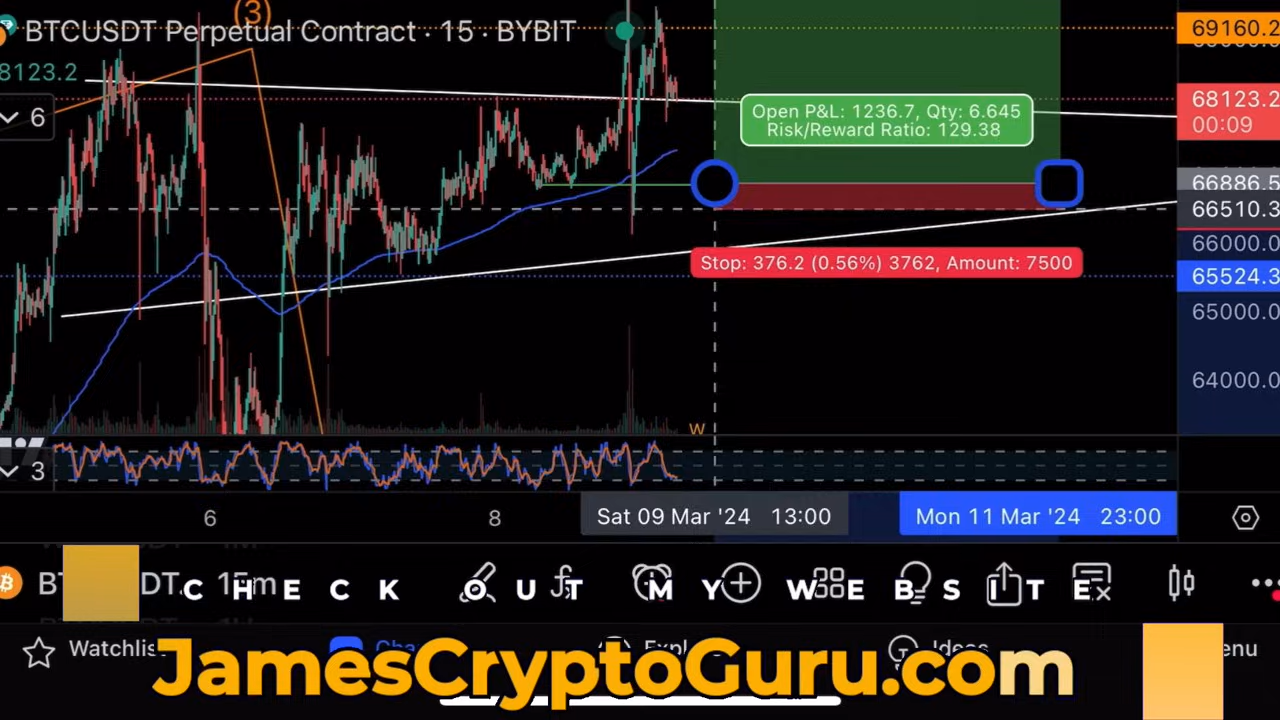 (3)
BTCUSDT Perpetual Contract · 15 · BYBIT
8123.2
6
69160.2
68123.2
00:09
Open P&L: 1236.7, Qty: 6.645
Risk/Reward Ratio: 129.38
66886.5
66510.3
66000.0
Stop: 376.2 (0.56%) 3762, Amount: 7500
65524.3
65000.0
64000.0
W
3
6
8
Sat 09 Mar '24 13:00
Mon 11 Mar '24 23:00
CHECK OUT MY WEBSITE
15m
Watchlist
JamesCryptoGuru.com